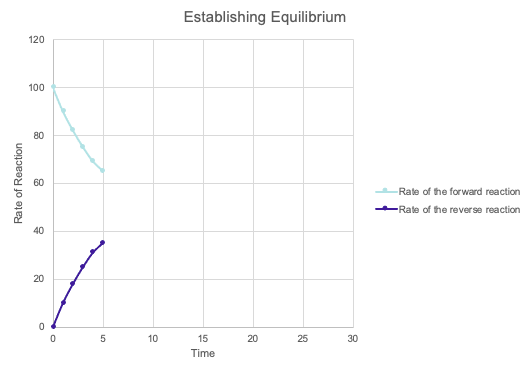 Establishing Equilibrium
120
100
80
60
40
20
0
Rate of Reaction
0 5 10 15 20 25 30
Time
Rate of the forward reaction
Rate of the reverse reaction